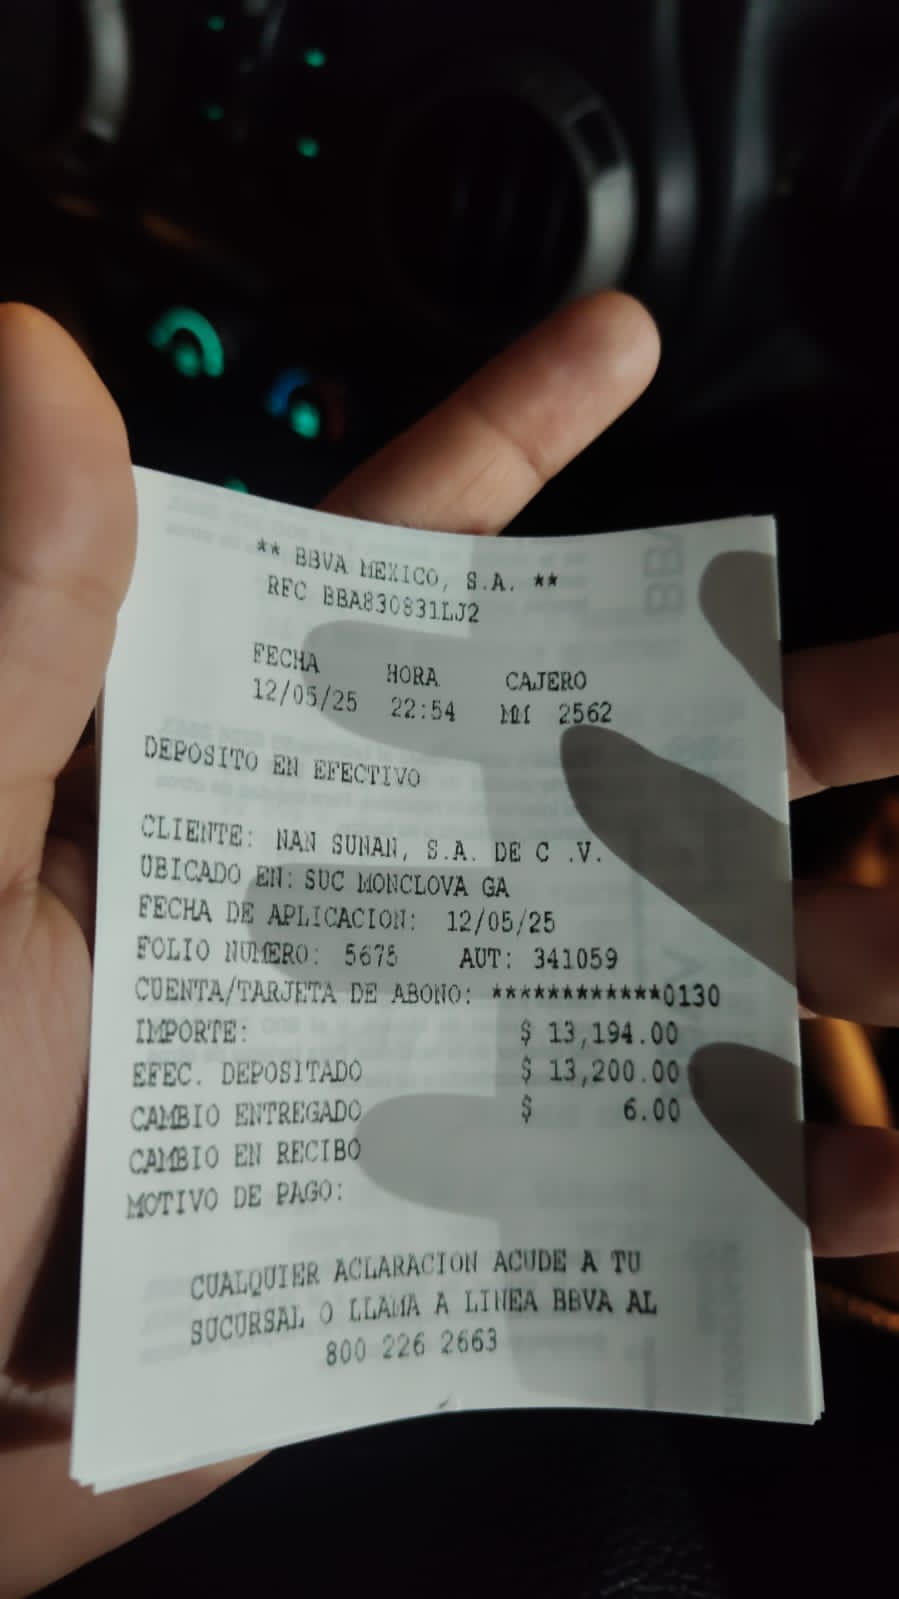 ** BBVA MEXICO, S.A. **
RFC BBA830831LJ2
FECHA HORA CAJERO
12/05/25 22:54 MM 2562
DEPOSITO EN EFECTIVO
CLIENTE: NAN SUNAN, S.A. DE C .V.
UBICADO EN: SUC MONCLOVA GA
FECHA DE APLICACION: 12/05/25
FOLIO NUMERO: 5675 AUT: 341059
CUENTA/TARJETA DE ABONO: ************0130
IMPORTE: $ 13,194.00
EFEC. DEPOSITADO $ 13,200.00
CAMBIO ENTREGADO $ 6.00
CAMBIO EN RECIBO
MOTIVO DE PAGO:
CUALQUIER ACLARACION ACUDE A TU
SUCURSAL O LLAMA A LINEA BBVA AL
800 226 2663